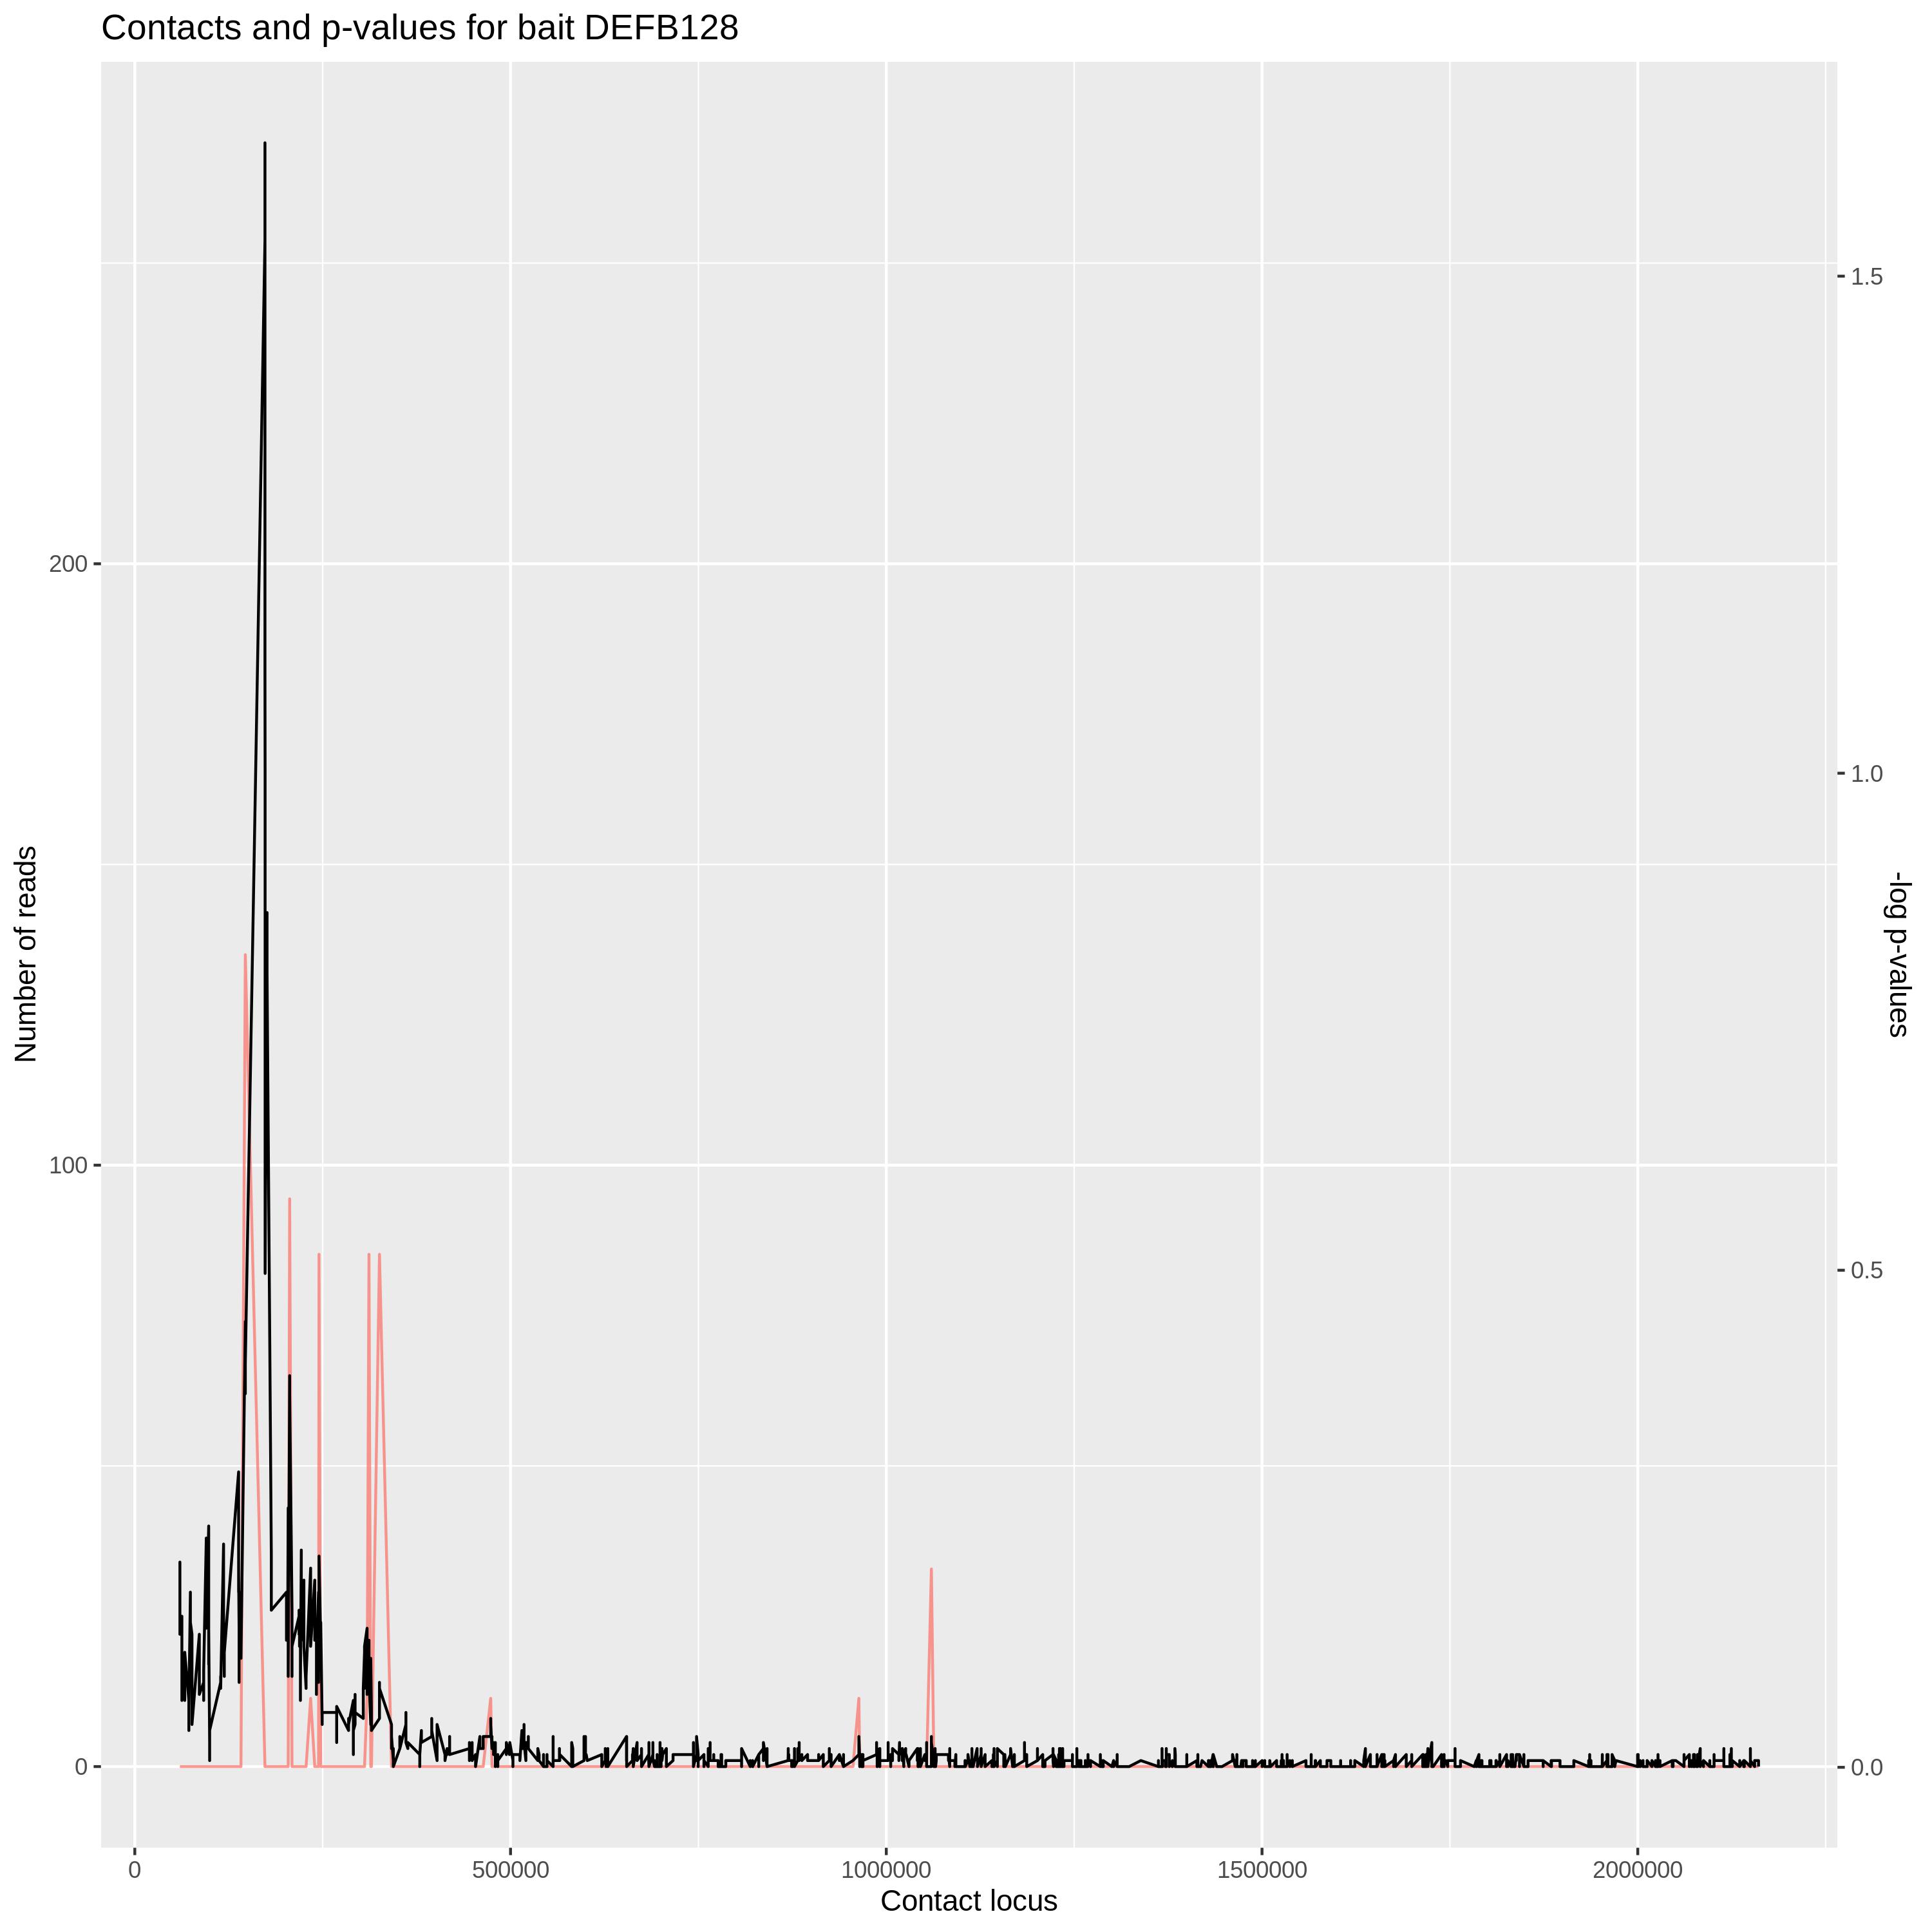 Contacts and p-values for bait DEFB128
Number of reads
200
100
0
1.5
1.0
0.5
0.0
-log p-values
0 500000 1000000 1500000 2000000
Contact locus